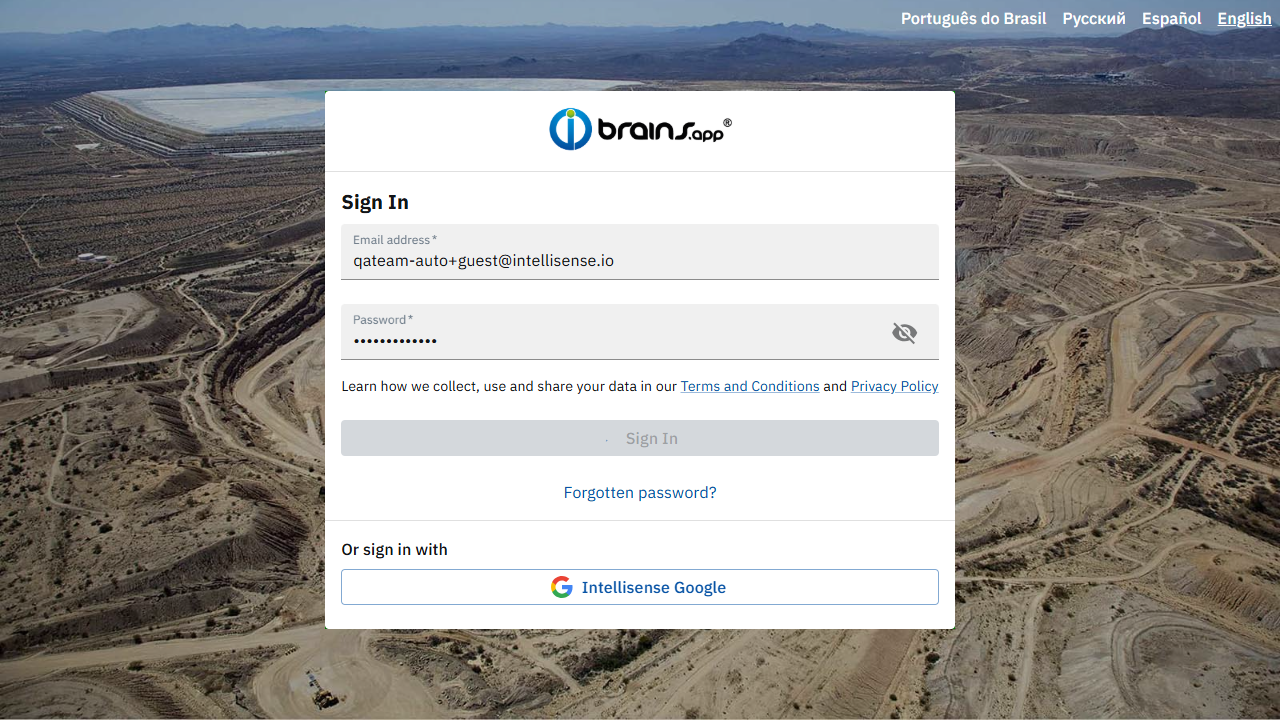 Português do Brasil Русский Español English
brains.app®
Sign In
Email address*
qateam-auto+guest@intellisense.io
Password*
•••••••••••••
Learn how we collect, use and share your data in our Terms and Conditions and Privacy Policy
Sign In
Forgotten password?
Or sign in with
Intellisense Google